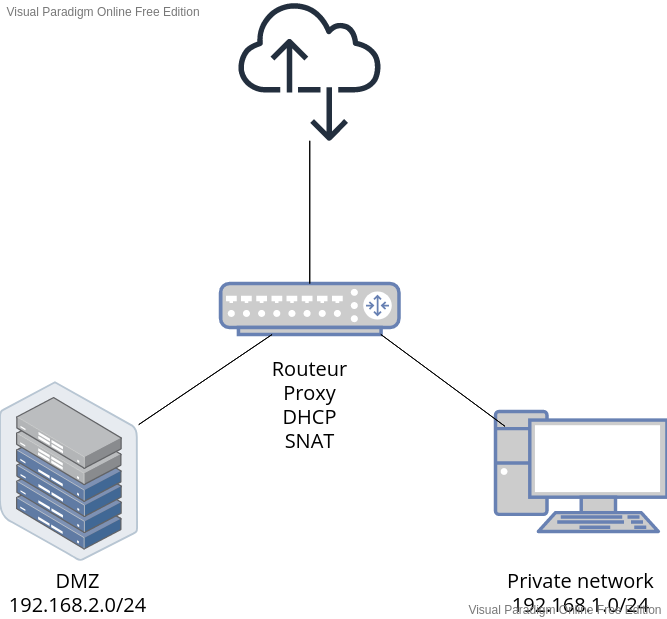 Visual Paradigm Online Free Edition
Routeur
Proxy
DHCP
SNAT
DMZ
192.168.2.0/24
Private network
192.168.1.0/24
Visual Paradigm Online Free Edition